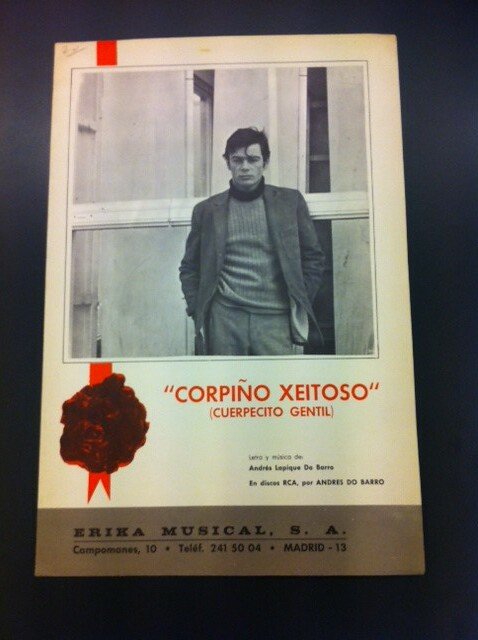 "CORPIÑO XEITOSO"
(CUERPECITO GENTIL)
Letra y música de:
Andrés Lapique Do Barro
En discos RCA, por ANDRES DO BARRO
ERIKA MUSICAL, S. A.
Campomanes, 10 • Teléf. 241 50 04 • MADRID - 13